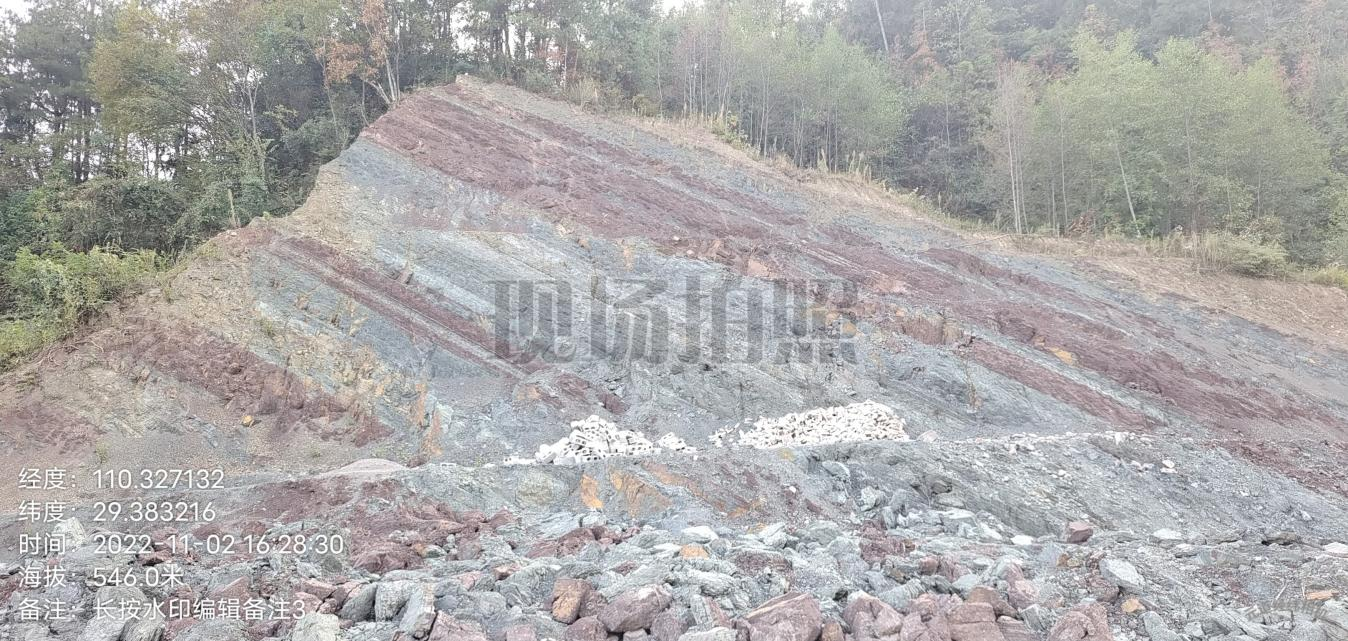 现场拍照
经度：110.327132
纬度：29.383216
时间：2022-11-02 16:28:30
海拔：546.0米
备注：长按水印编辑备注3